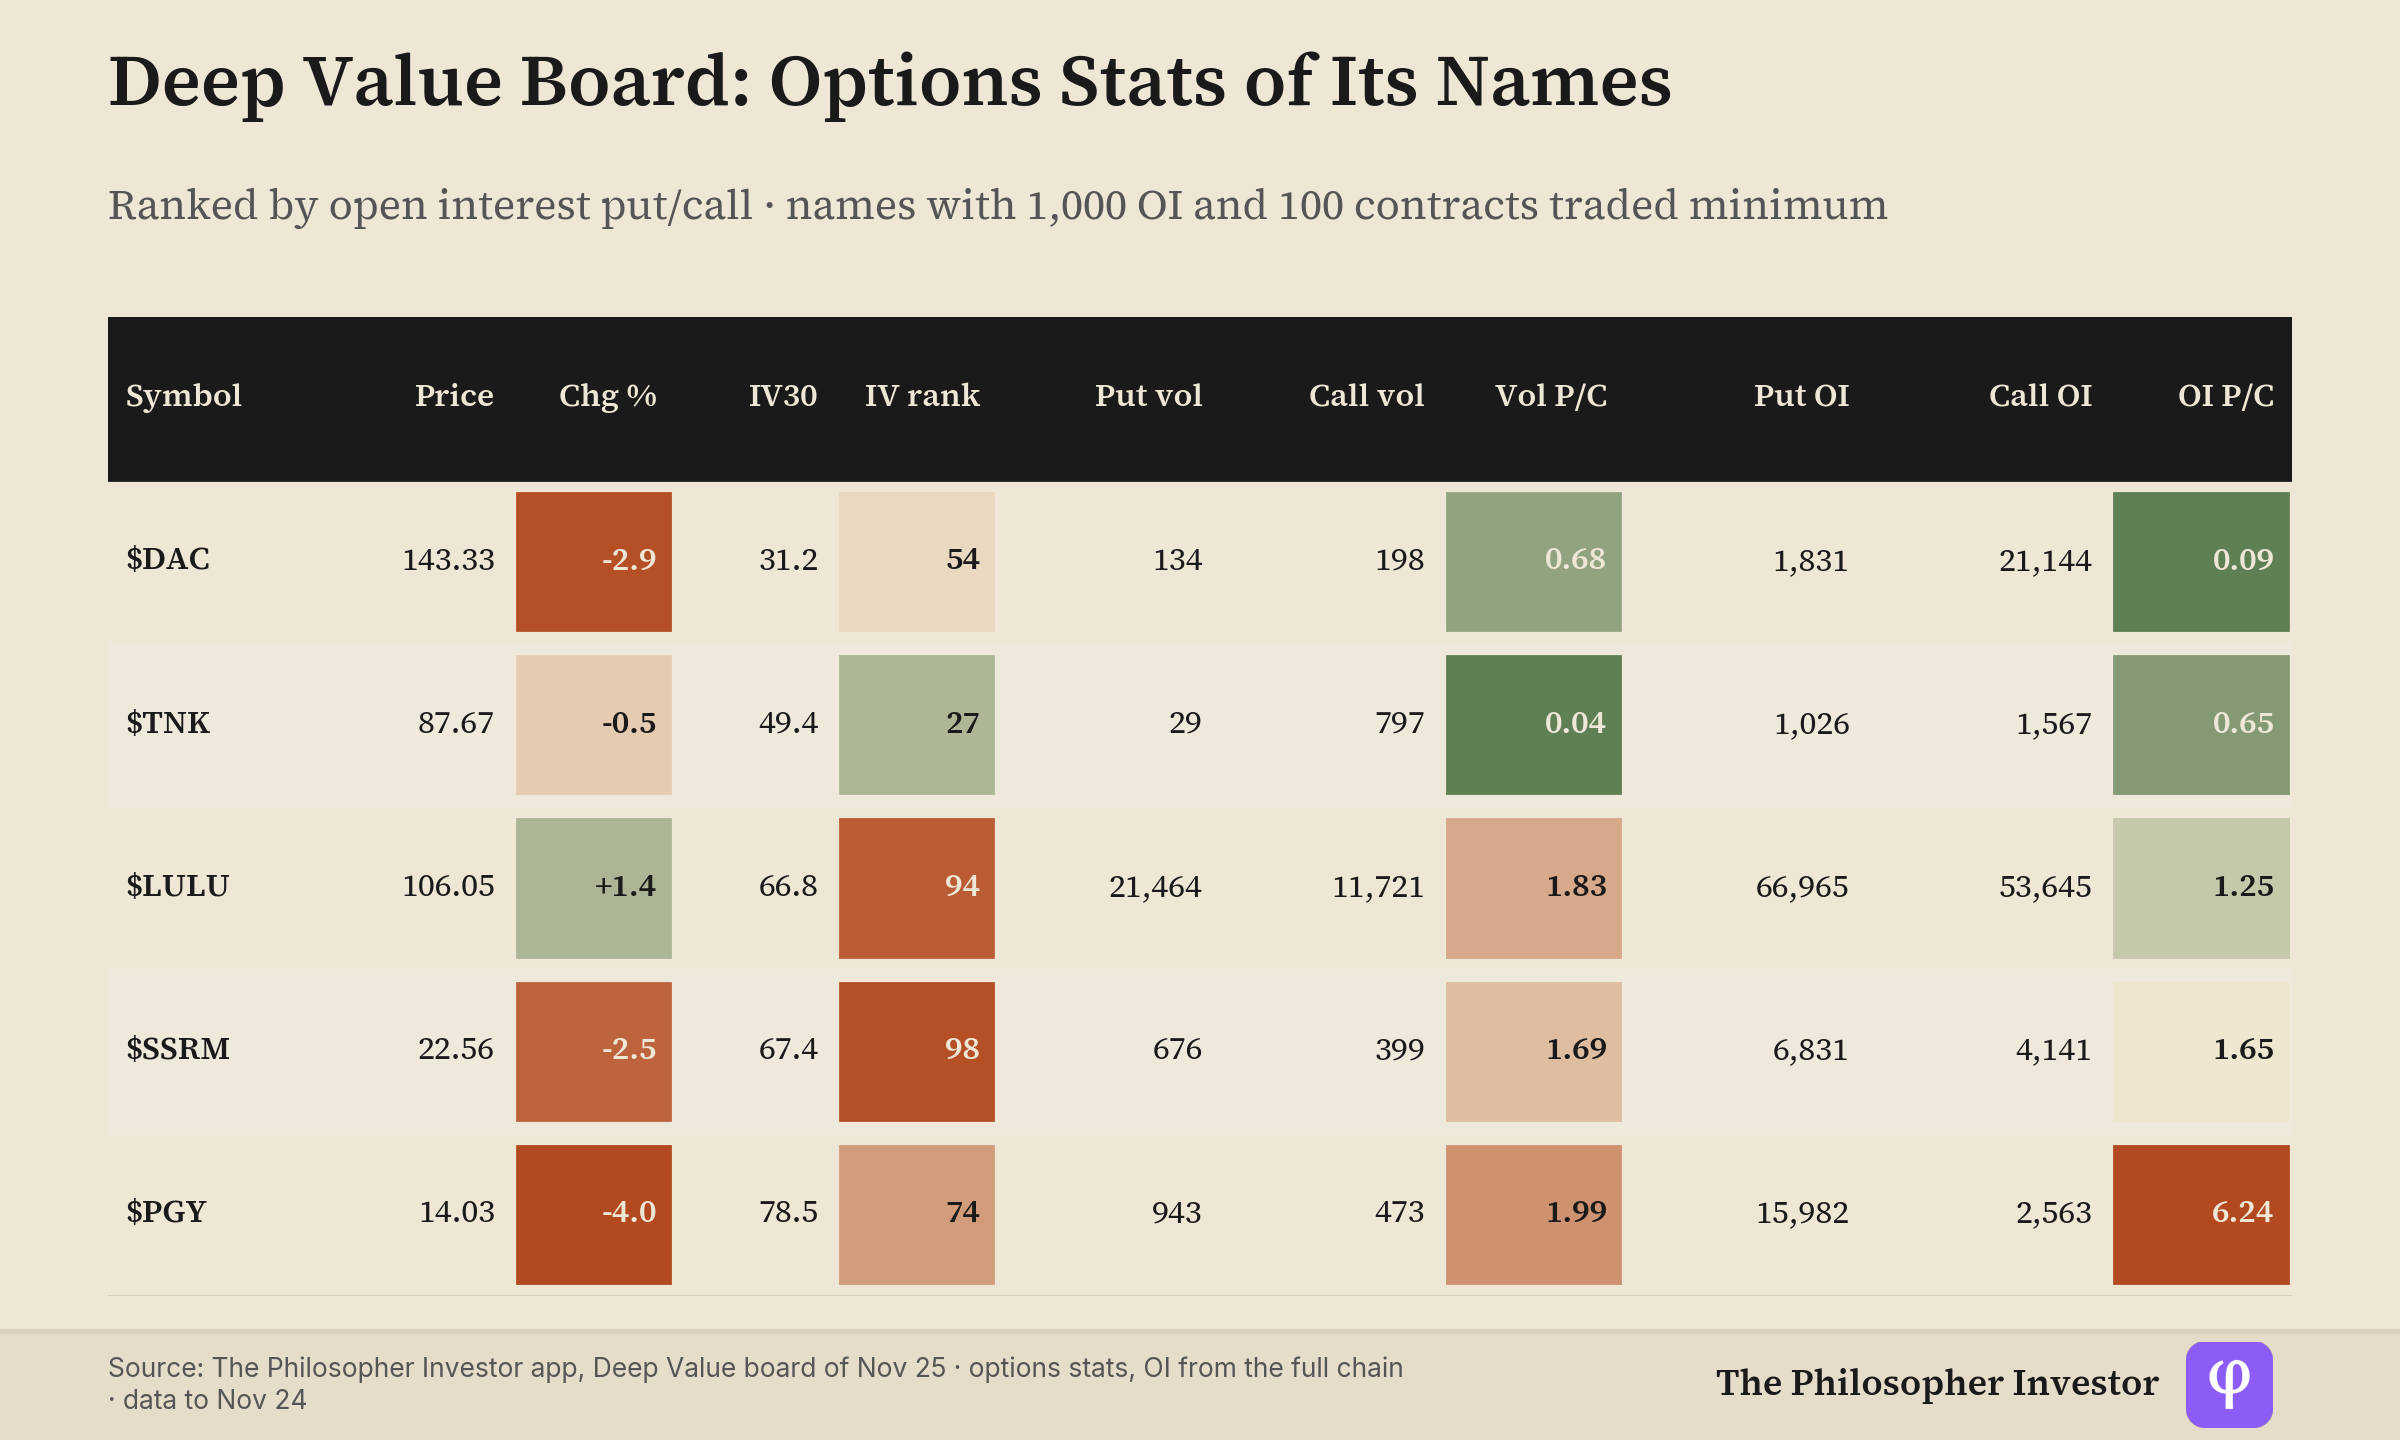 Deep Value Board: Options Stats of Its Names
Ranked by open interest put/call · names with 1,000 OI and 100 contracts traded minimum
Symbol Price Chg % IV30 IV rank Put vol Call vol Vol P/C Put OI Call OI OI P/C
$DAC 143.33 -2.9 31.2 54 134 198 0.68 1,831 21,144 0.09
$TNK 87.67 -0.5 49.4 27 29 797 0.04 1,026 1,567 0.65
$LULU 106.05 +1.4 66.8 94 21,464 11,721 1.83 66,965 53,645 1.25
$SSRM 22.56 -2.5 67.4 98 676 399 1.69 6,831 4,141 1.65
$PGY 14.03 -4.0 78.5 74 943 473 1.99 15,982 2,563 6.24
Source: The Philosopher Investor app, Deep Value board of Nov 25 · options stats, OI from the full chain
· data to Nov 24
The Philosopher Investor φ